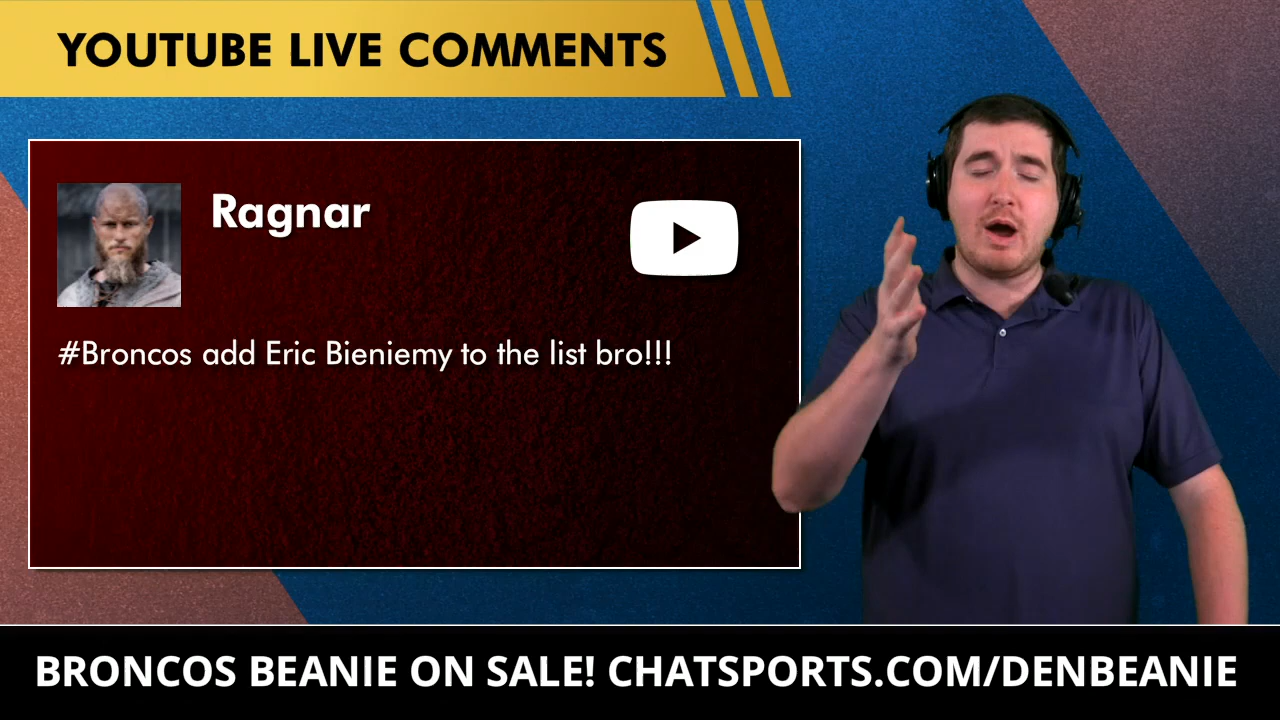 YOUTUBE LIVE COMMENTS
Ragnar
#Broncos add Eric Bieniemy to the list bro!!!
BRONCOS BEANIE ON SALE! CHATSPORTS.COM/DENBEANIE